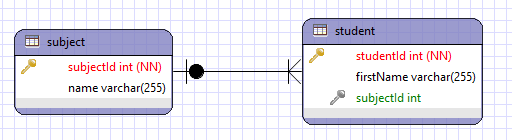 subject
subjectId int (NN)
name varchar(255)
student
studentId int (NN)
firstName varchar(255)
subjectId int